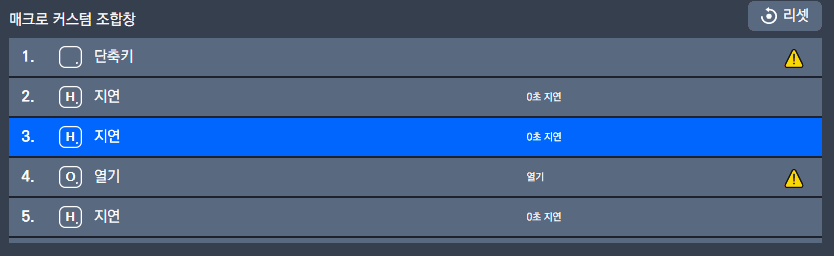 매크로 커스텀 조합창 리셋
1. 단축키
2. H. 지연 0초 지연
3. H. 지연 0초 지연
4. O. 열기 열기
5. H. 지연 0초 지연